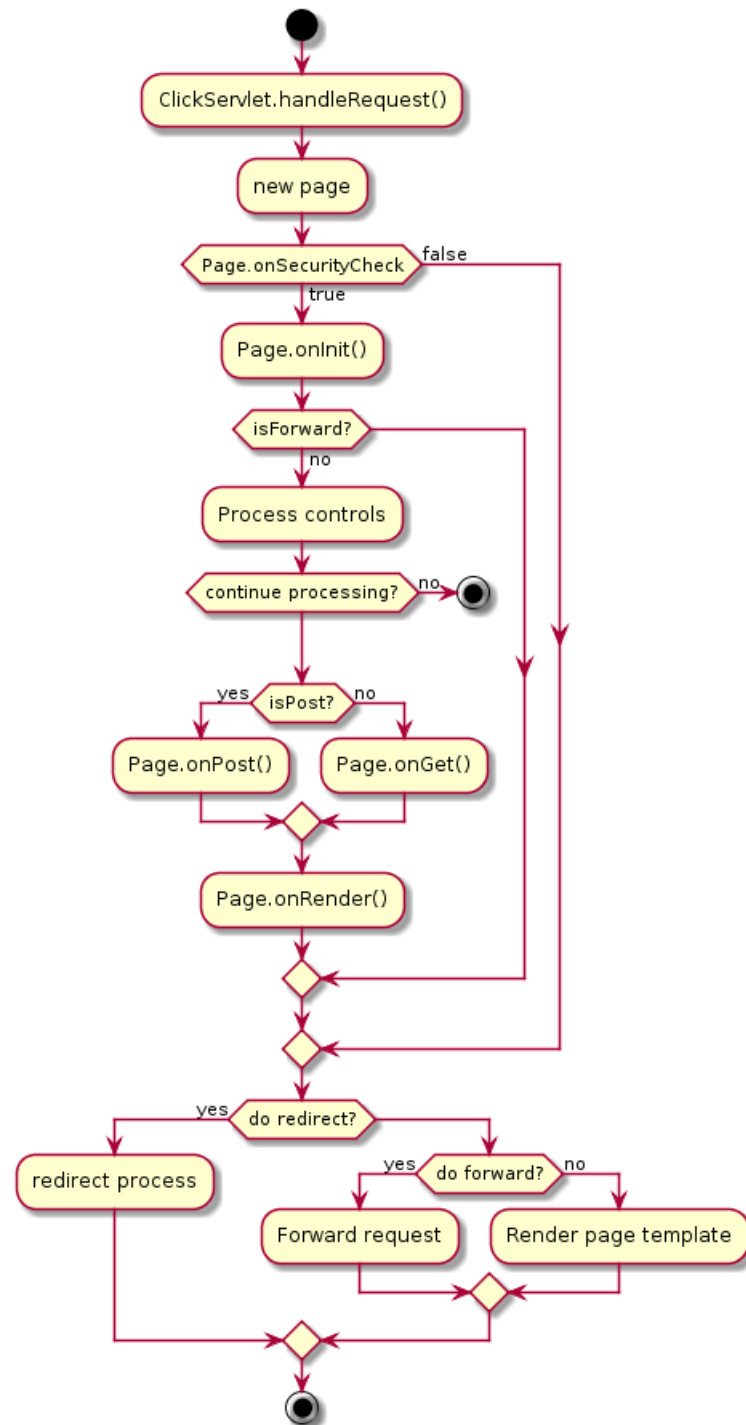 ClickServlet.handleRequest()
new page
Page.onSecurityCheck
false
true
Page.onInit()
isForward?
no
Process controls
continue processing?
no
isPost?
yes
no
Page.onPost()
Page.onGet()
Page.onRender()
do redirect?
yes
redirect process
do forward?
yes
no
Forward request
Render page template